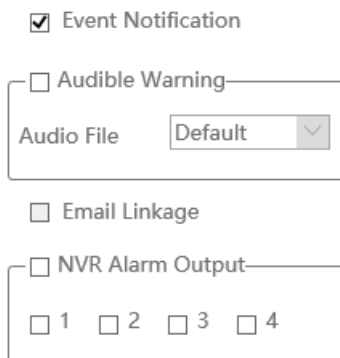 Event Notification
Audible Warning
Audio File Default
Email Linkage
NVR Alarm Output
1 2 3 4